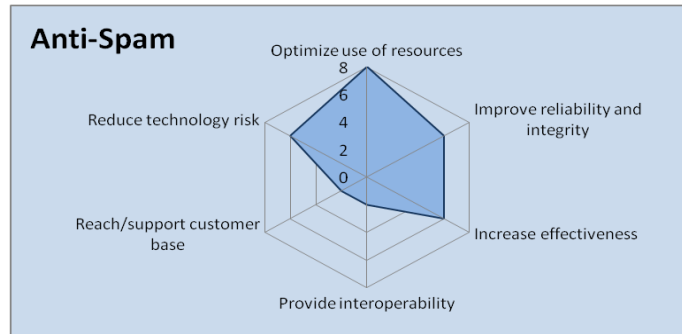 Anti-Spam
Optimize use of resources
8
6
4
2
0
Improve reliability and
integrity
Increase effectiveness
Provide interoperability
Reach/support customer
base
Reduce technology risk